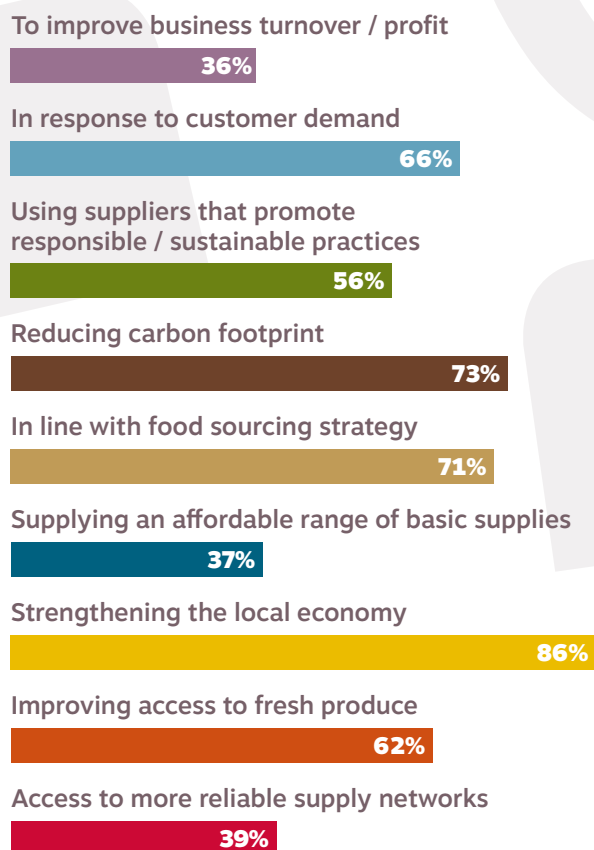 To improve business turnover / profit
36%
In response to customer demand
66%
Using suppliers that promote
responsible / sustainable practices
56%
Reducing carbon footprint
73%
In line with food sourcing strategy
71%
Supplying an affordable range of basic supplies
37%
Strengthening the local economy
86%
Improving access to fresh produce
62%
Access to more reliable supply networks
39%